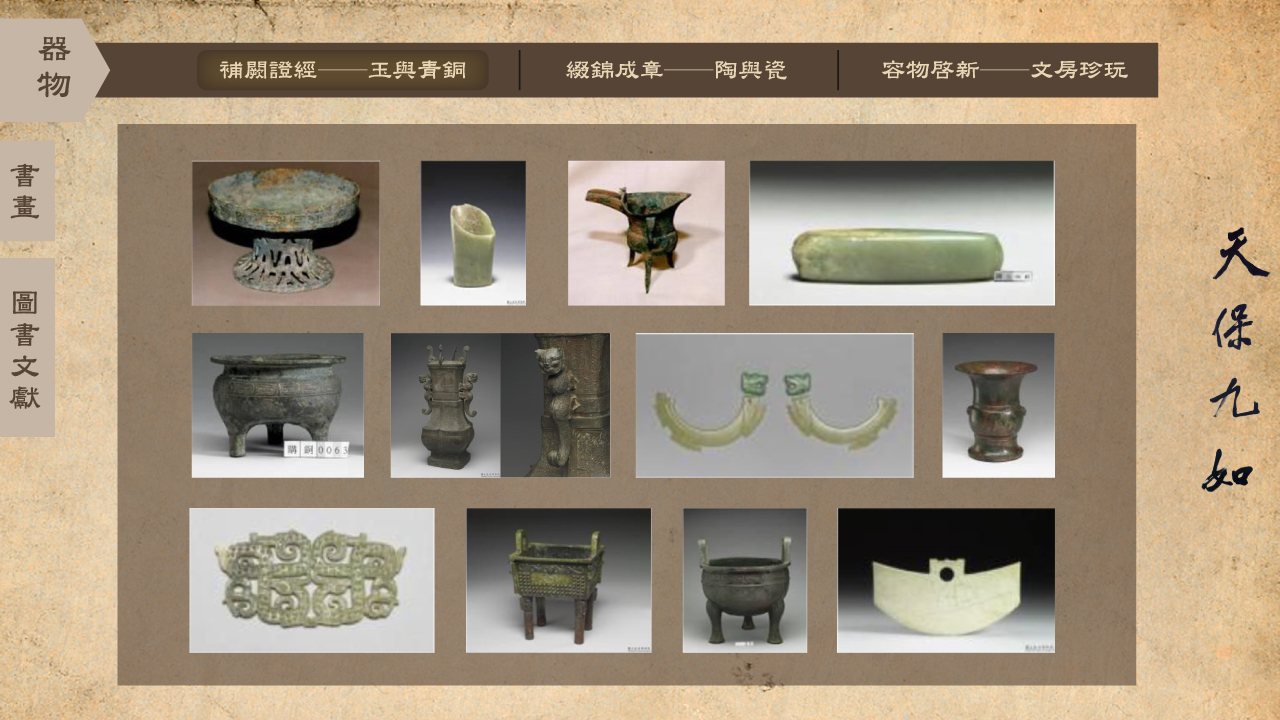 器物
補闕證經——玉與青銅
綴錦成章——陶與瓷
容物啓新——文房珍玩
書畫
圖書文獻
天保九如
購銅0063